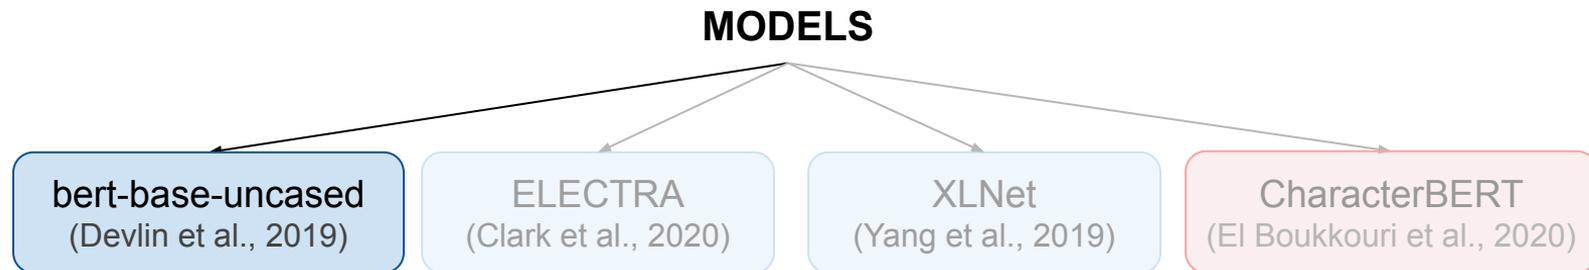 MODELS
bert-base-uncased
(Devlin et al., 2019)
ELECTRA
(Clark et al., 2020)
XLNet
(Yang et al., 2019)
CharacterBERT
(El Boukkouri et al., 2020)